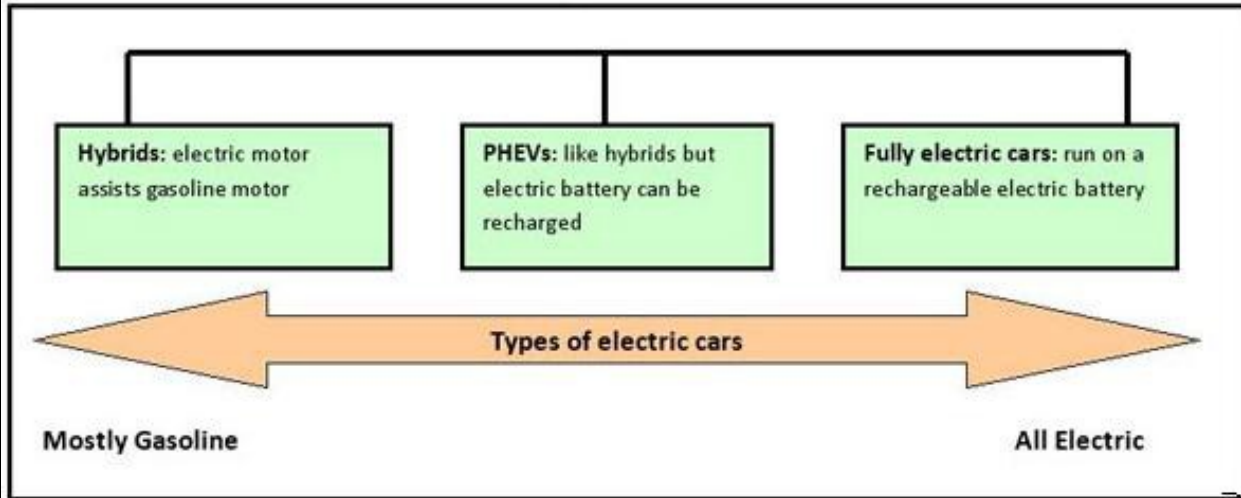 Hybrids: electric motor
assists gasoline motor
PHEVs: like hybrids but
electric battery can be
recharged
Fully electric cars: run on a
rechargeable electric battery
Types of electric cars
Mostly Gasoline
All Electric